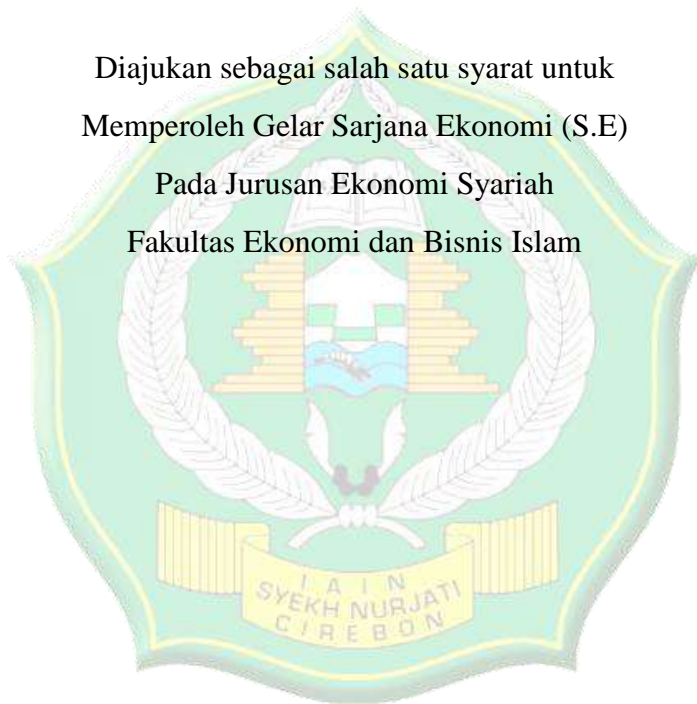 Diajukan sebagai salah satu syarat untuk
Memperoleh Gelar Sarjana Ekonomi (S.E)
Pada Jurusan Ekonomi Syariah
Fakultas Ekonomi dan Bisnis Islam
IAIN
SYEKH NURJATI
CIREBON